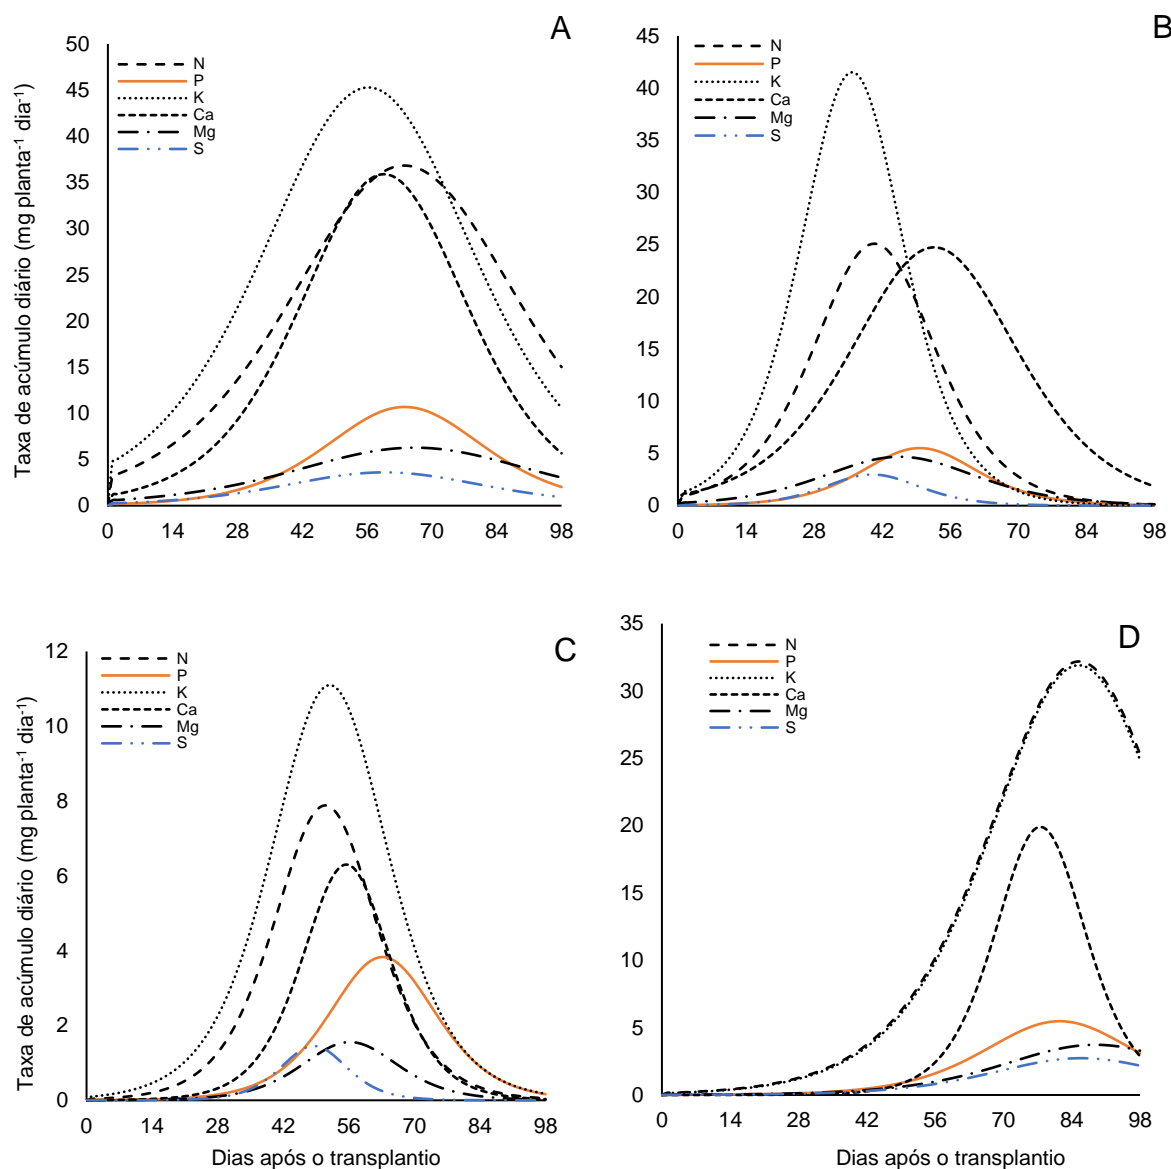 A
50
45
40
35
30
25
20
15
10
5
0
N
P
K
Ca
Mg
S
0 14 28 42 56 70 84 98
Taxa de acúmulo diário (mg planta⁻¹ dia⁻¹)
B
45
40
35
30
25
20
15
10
5
0
N
P
K
Ca
Mg
S
0 14 28 42 56 70 84 98
C
12
10
8
6
4
2
0
N
P
K
Ca
Mg
S
0 14 28 42 56 70 84 98
Taxa de acúmulo diário (mg planta⁻¹ dia⁻¹)
Dias após o transplantio
D
35
30
25
20
15
10
5
0
N
P
K
Ca
Mg
S
0 14 28 42 56 70 84 98
Dias após o transplantio